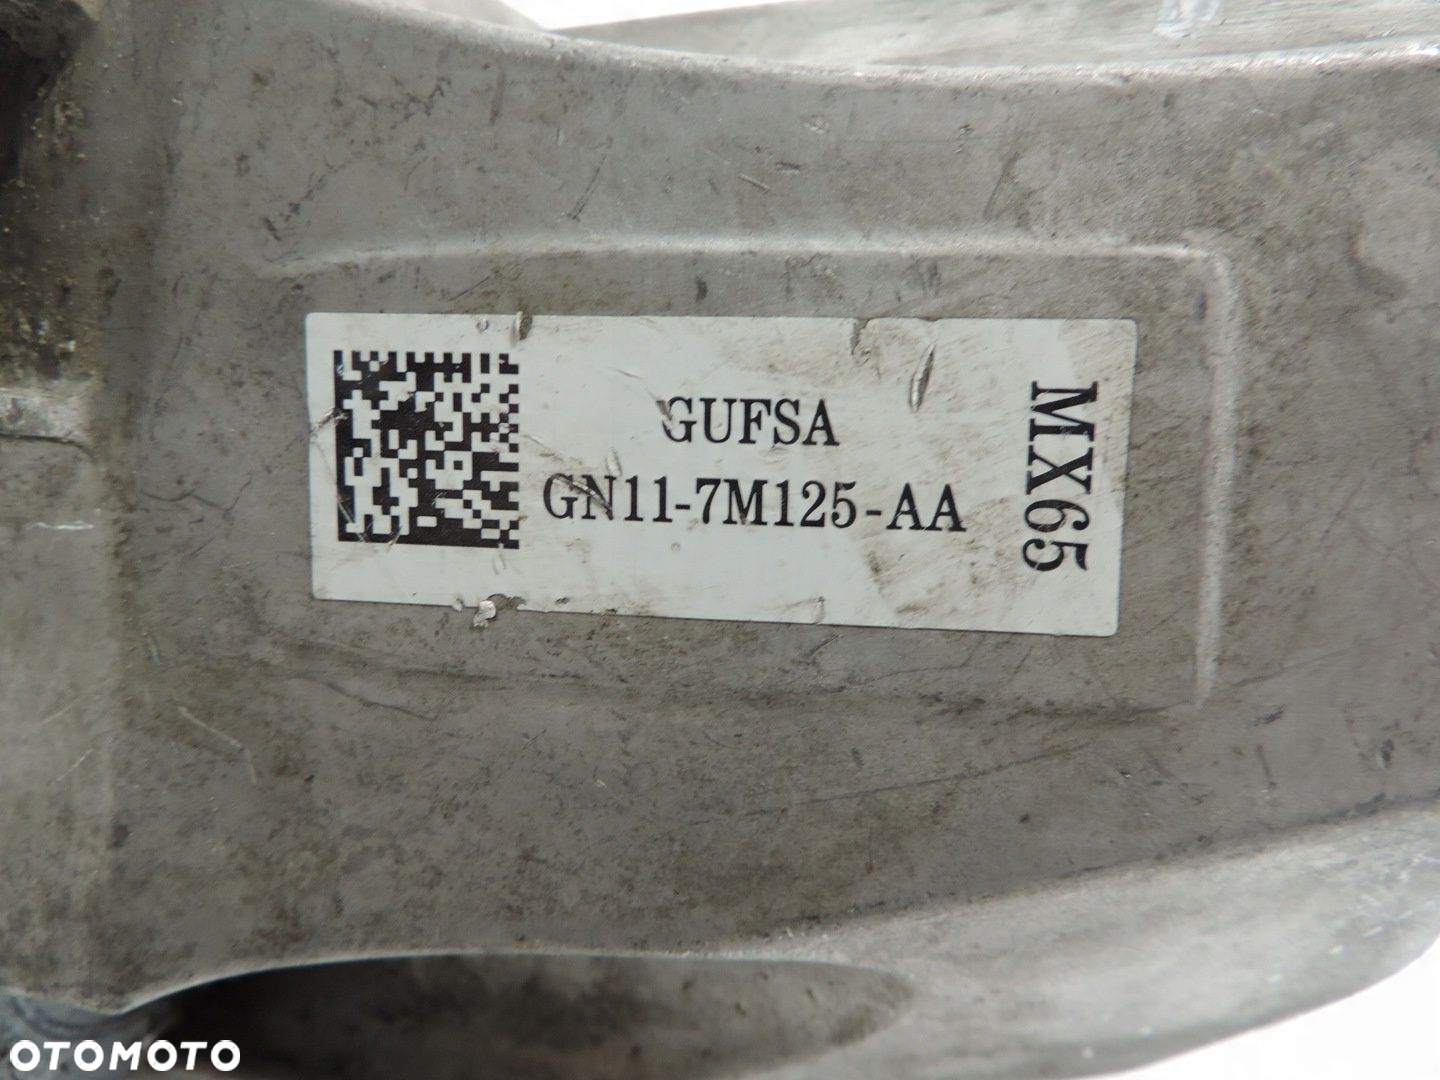 GUFSA
GN11-7M125-AA
MX65
OTOMOTO